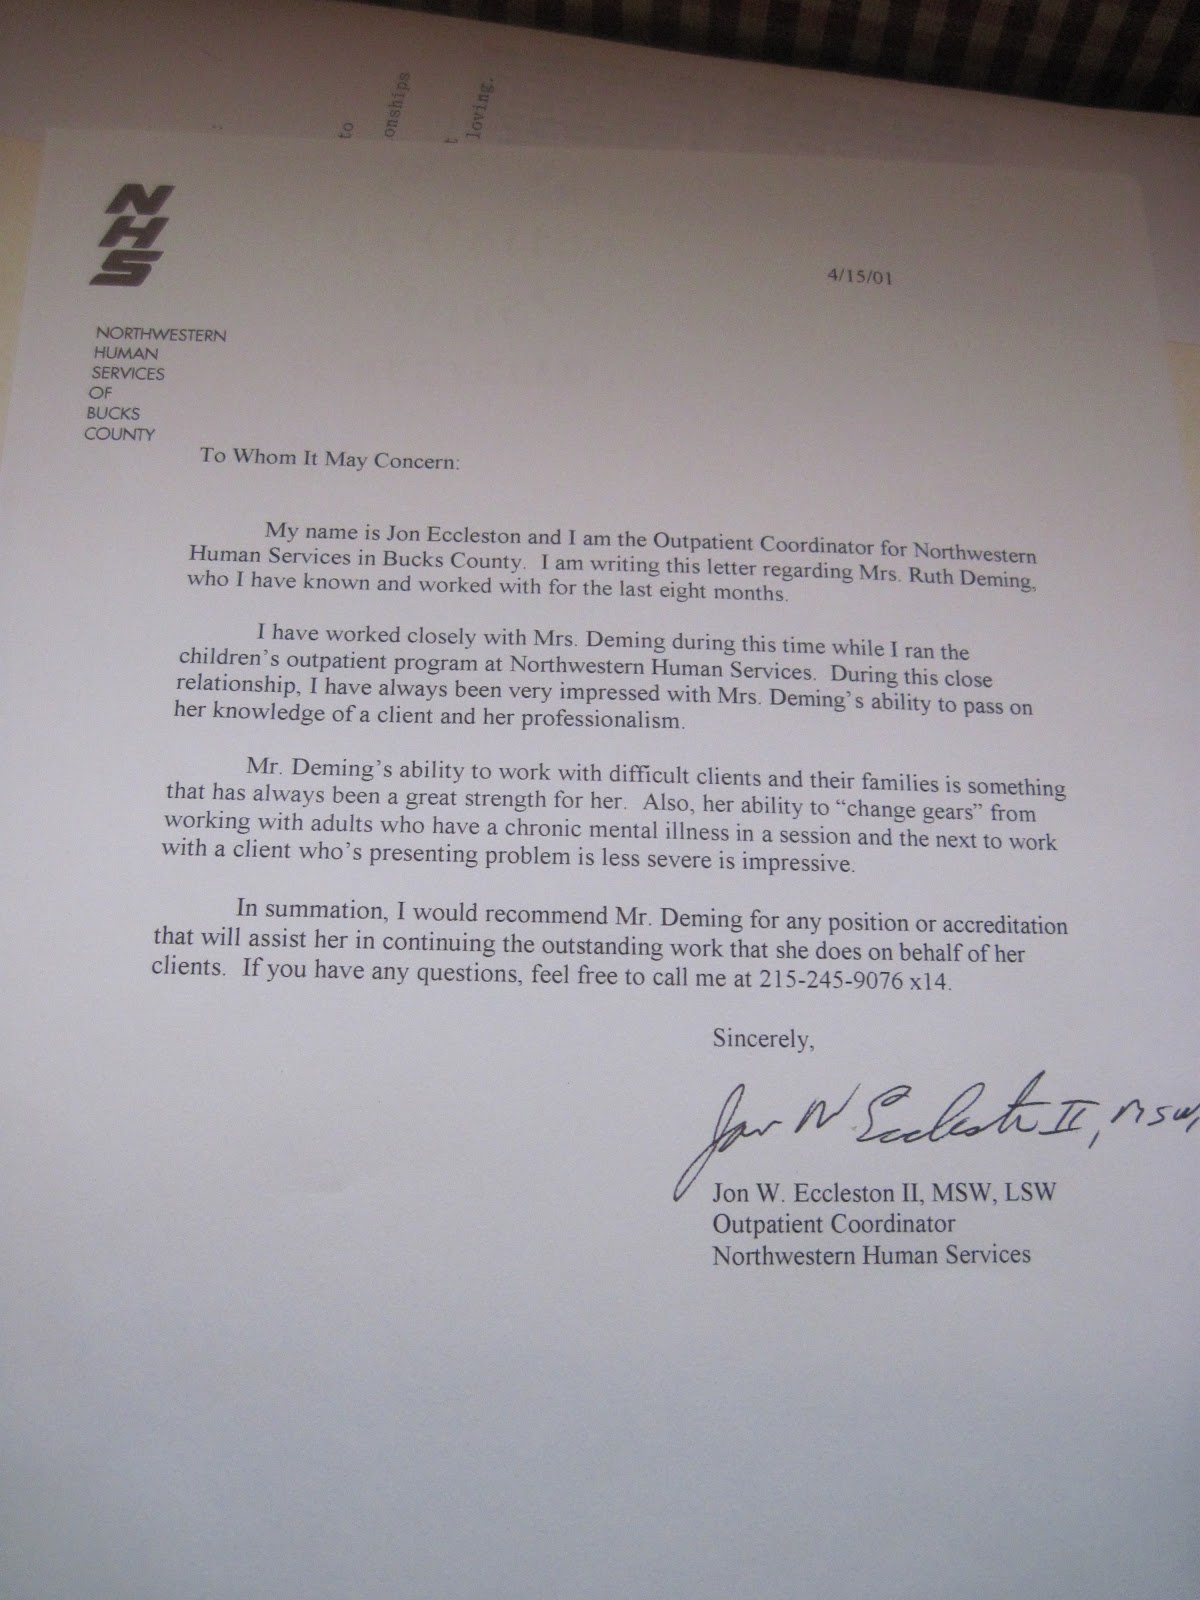 to
onships
loving.
N
H
S
4/15/01
NORTHWESTERN
HUMAN
SERVICES
OF
BUCKS
COUNTY
To Whom It May Concern:
My name is Jon Eccleston and I am the Outpatient Coordinator for Northwestern
Human Services in Bucks County. I am writing this letter regarding Mrs. Ruth Deming,
who I have known and worked with for the last eight months.
I have worked closely with Mrs. Deming during this time while I ran the
children's outpatient program at Northwestern Human Services. During this close
relationship, I have always been very impressed with Mrs. Deming's ability to pass on
her knowledge of a client and her professionalism.
Mr. Deming's ability to work with difficult clients and their families is something
that has always been a great strength for her. Also, her ability to “change gears” from
working with adults who have a chronic mental illness in a session and the next to work
with a client who's presenting problem is less severe is impressive.
In summation, I would recommend Mr. Deming for any position or accreditation
that will assist her in continuing the outstanding work that she does on behalf of her
clients. If you have any questions, feel free to call me at 215-245-9076 x14.
Sincerely,
Jon W Eccleston II, MSW,
Jon W. Eccleston II, MSW, LSW
Outpatient Coordinator
Northwestern Human Services